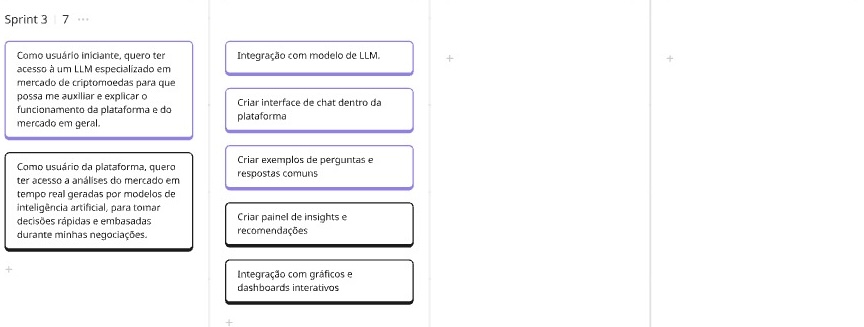 Sprint 3 7 ...
Como usuário iniciante, quero ter
acesso à um LLM especializado em
mercado de criptomoedas para que
possa me auxiliar e explicar o
funcionamento da plataforma e do
mercado em geral.
Como usuário da plataforma, quero
ter acesso a análises do mercado em
tempo real geradas por modelos de
inteligência artificial, para tomar
decisões rápidas e embasadas
durante minhas negociações.
+
Integração com modelo de LLM.
Criar interface de chat dentro da
plataforma
Criar exemplos de perguntas e
respostas comuns
Criar painel de insights e
recomendações
Integração com gráficos e
dashboards interativos
+
+
+